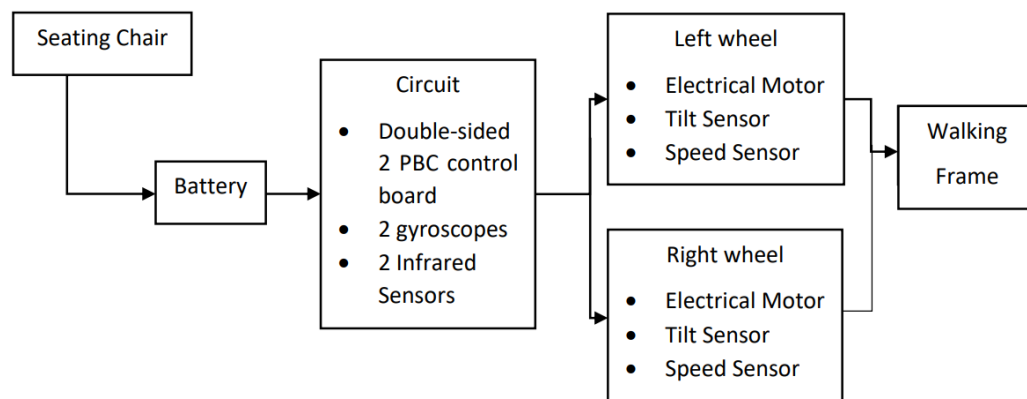 Seating Chair
Battery
Circuit
• Double-sided
2 PBC control
board
• 2 gyroscopes
• 2 Infrared
Sensors
Left wheel
• Electrical Motor
• Tilt Sensor
• Speed Sensor
Right wheel
• Electrical Motor
• Tilt Sensor
• Speed Sensor
Walking
Frame